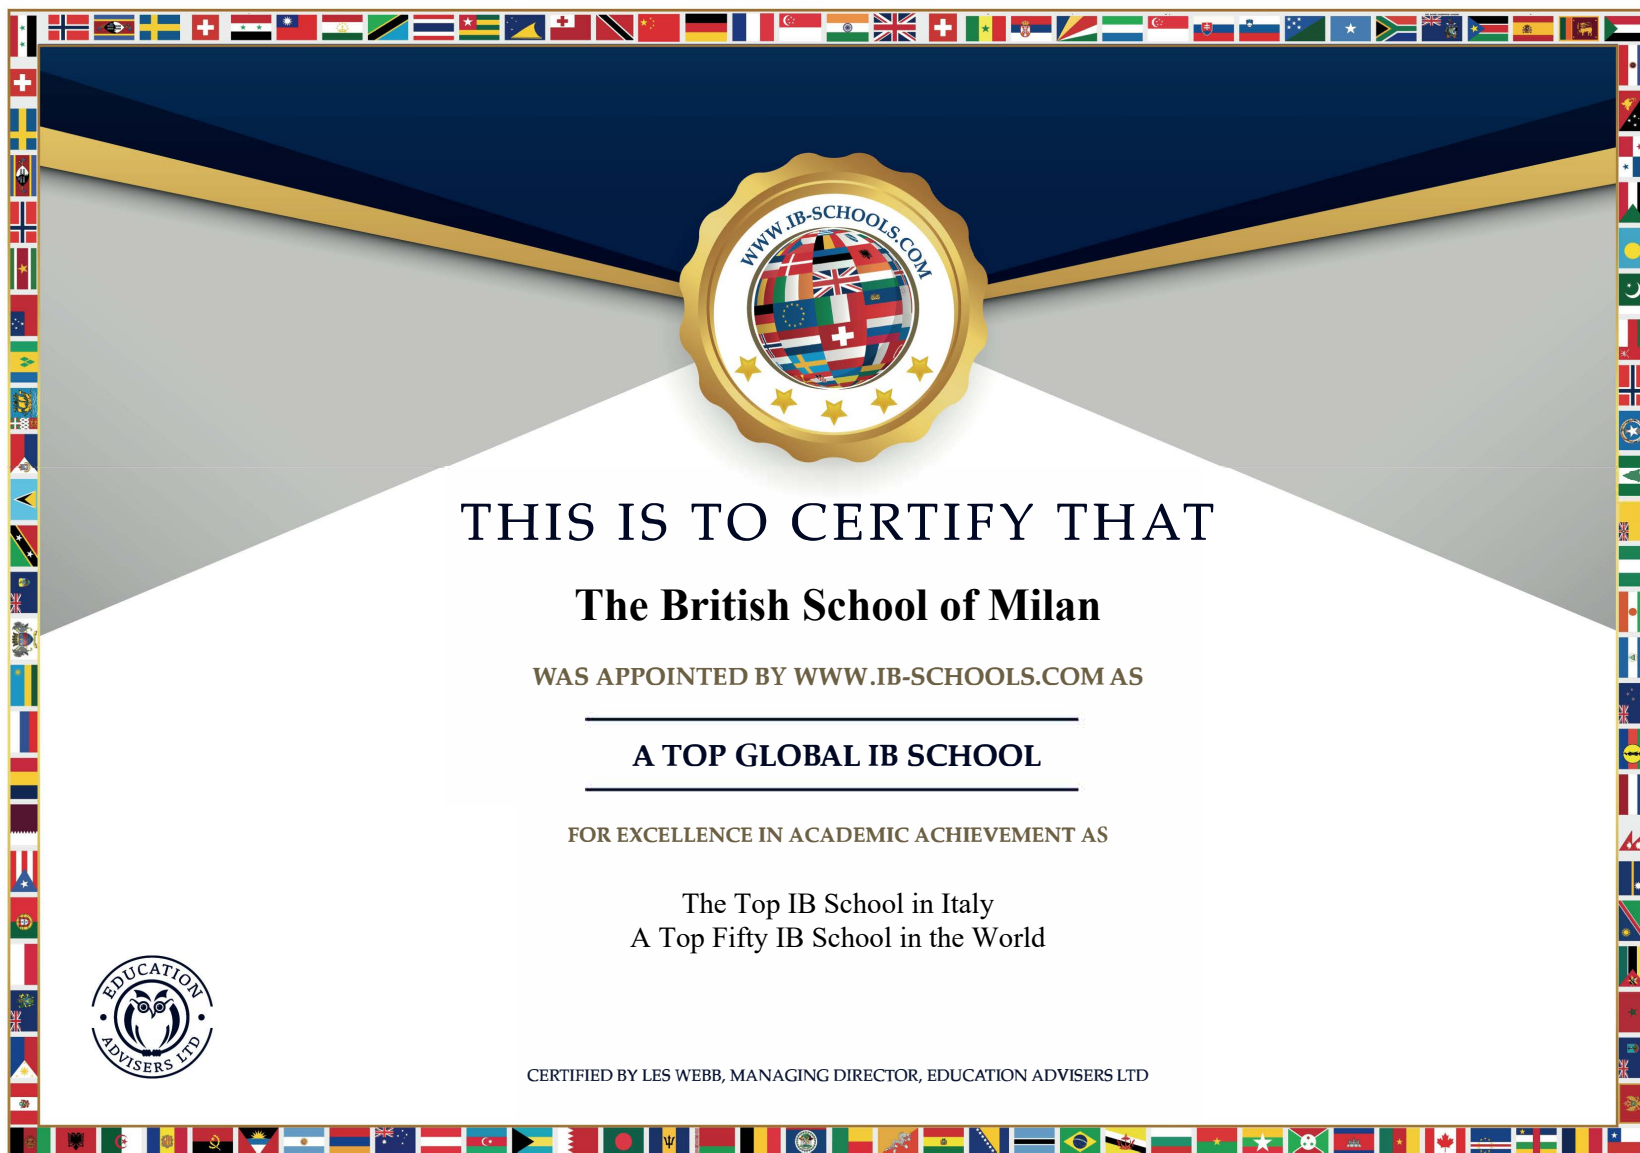 WWW.IB-SCHOOLS.COM
THIS IS TO CERTIFY THAT
The British School of Milan
WAS APPOINTED BY WWW.IB-SCHOOLS.COM AS
A TOP GLOBAL IB SCHOOL
FOR EXCELLENCE IN ACADEMIC ACHIEVEMENT AS
The Top IB School in Italy
A Top Fifty IB School in the World
EDUCATION
ADVISERS LTD
CERTIFIED BY LES WEBB, MANAGING DIRECTOR, EDUCATION ADVISERS LTD